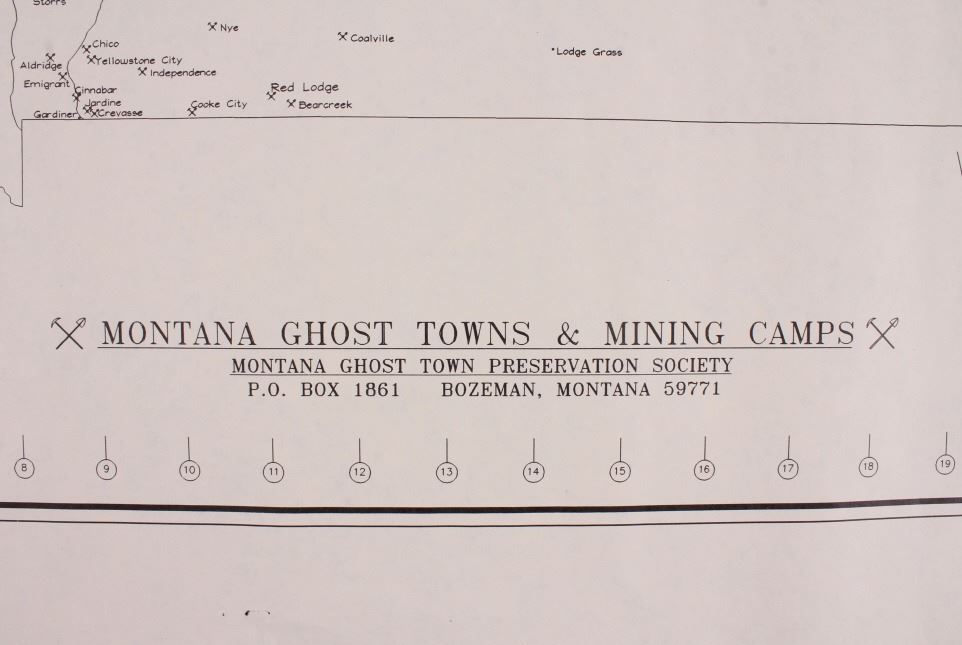 Storrs
Nye
Coalville
Chico
Lodge Grass
Aldridge
Yellowstone City
Independence
Emigrant
Cinnabar
Red Lodge
Jardine
Cooke City
Bearcreek
Gardiner
Crevasse
MONTANA GHOST TOWNS & MINING CAMPS
MONTANA GHOST TOWN PRESERVATION SOCIETY
P.O. BOX 1861 BOZEMAN, MONTANA 59771
8 9 10 11 12 13 14 15 16 17 18 19